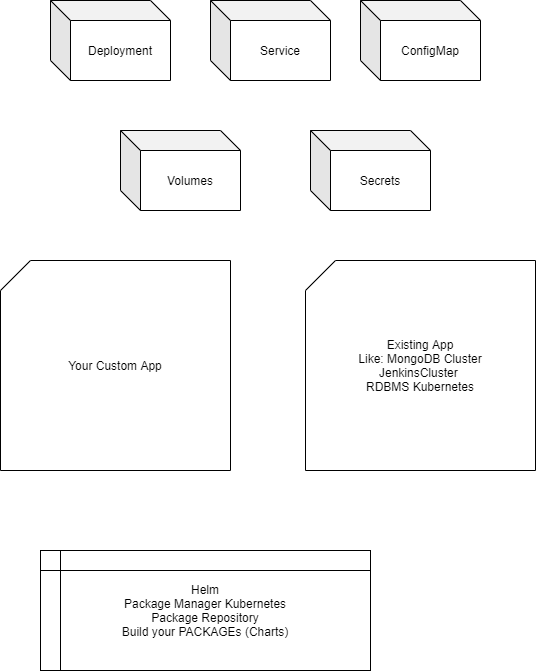 Deployment
Service
ConfigMap
Volumes
Secrets
Your Custom App
Existing App
Like: MongoDB Cluster
JenkinsCluster
RDBMS Kubernetes
Helm
Package Manager Kubernetes
Package Repository
Build your PACKAGEs (Charts)